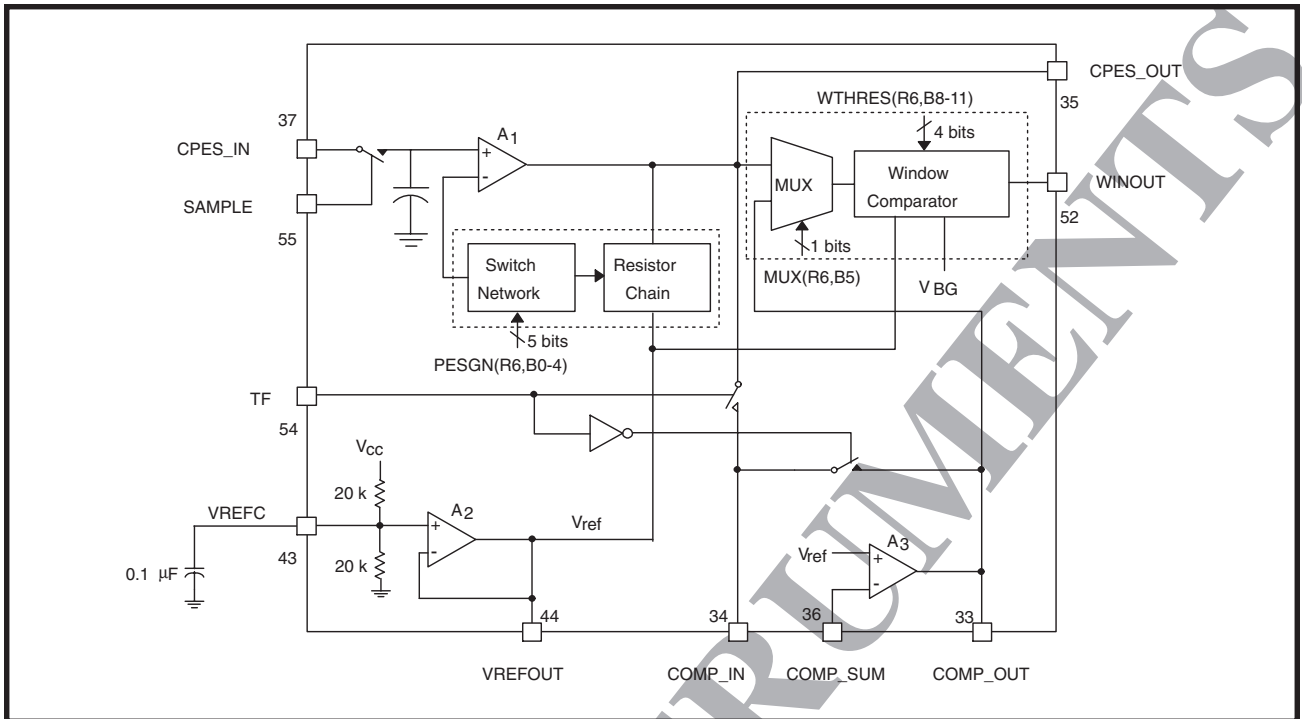 CPES_OUT
35
WTHRES(R6,B8-11)
4 bits
37
CPES_IN
A1
+
-
MUX
Window
Comparator
WINOUT
52
SAMPLE
55
1 bits
MUX(R6,B5)
VBG
Switch
Network
Resistor
Chain
5 bits
PESGN(R6,B0-4)
TF
54
VCC
20 k
VREFC
43
20 k
0.1 µF
A2
+
-
Vref
Vref
A3
+
-
44
34
36
33
VREFOUT
COMP_IN
COMP_SUM
COMP_OUT
RUMENTS